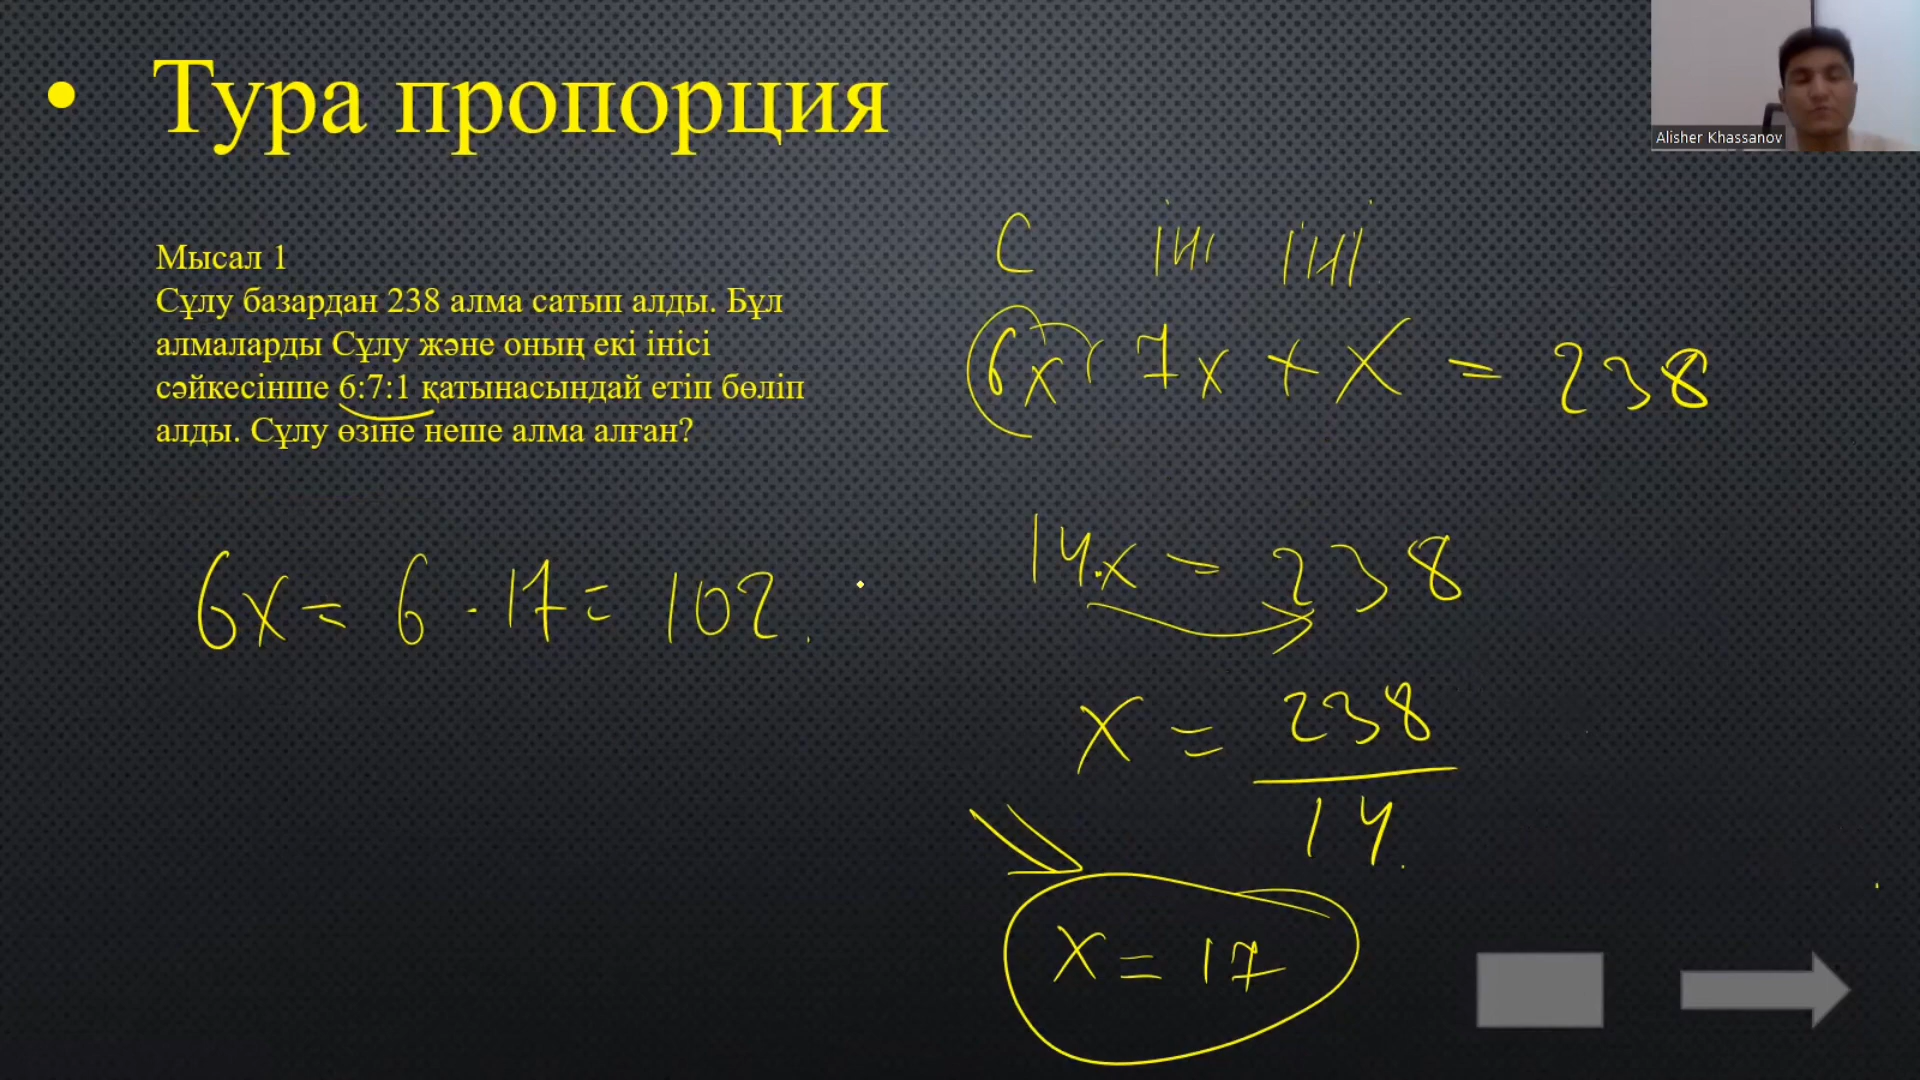 • Тура пропорция
Alisher Khassanov
Мысал 1
Сұлу базардан 238 алма сатып алды. Бұл
алмаларды Сұлу және оның екі інісі
сәйкесінше 6:7:1 қатынасындай етіп бөліп
алды. Сұлу өзіне неше алма алған?
С іні іні
6x + 7x + x = 238
14·x = 238
x = 238/14
x = 17
6x = 6 · 17 = 102